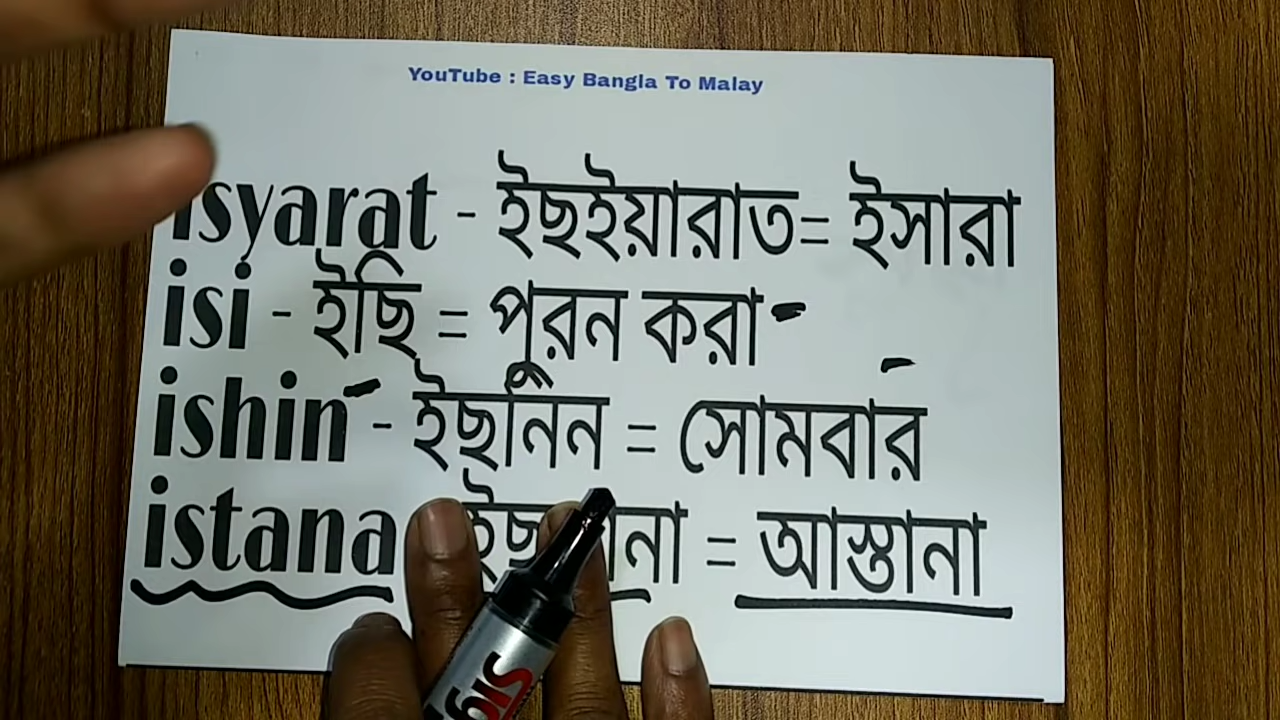 YouTube : Easy Bangla To Malay
isyarat - ইছইয়ারাত= ইসারা
isi - ইছি = পুরন করা
ishin - ইছনিন = সোমবার
istana = আস্তানা